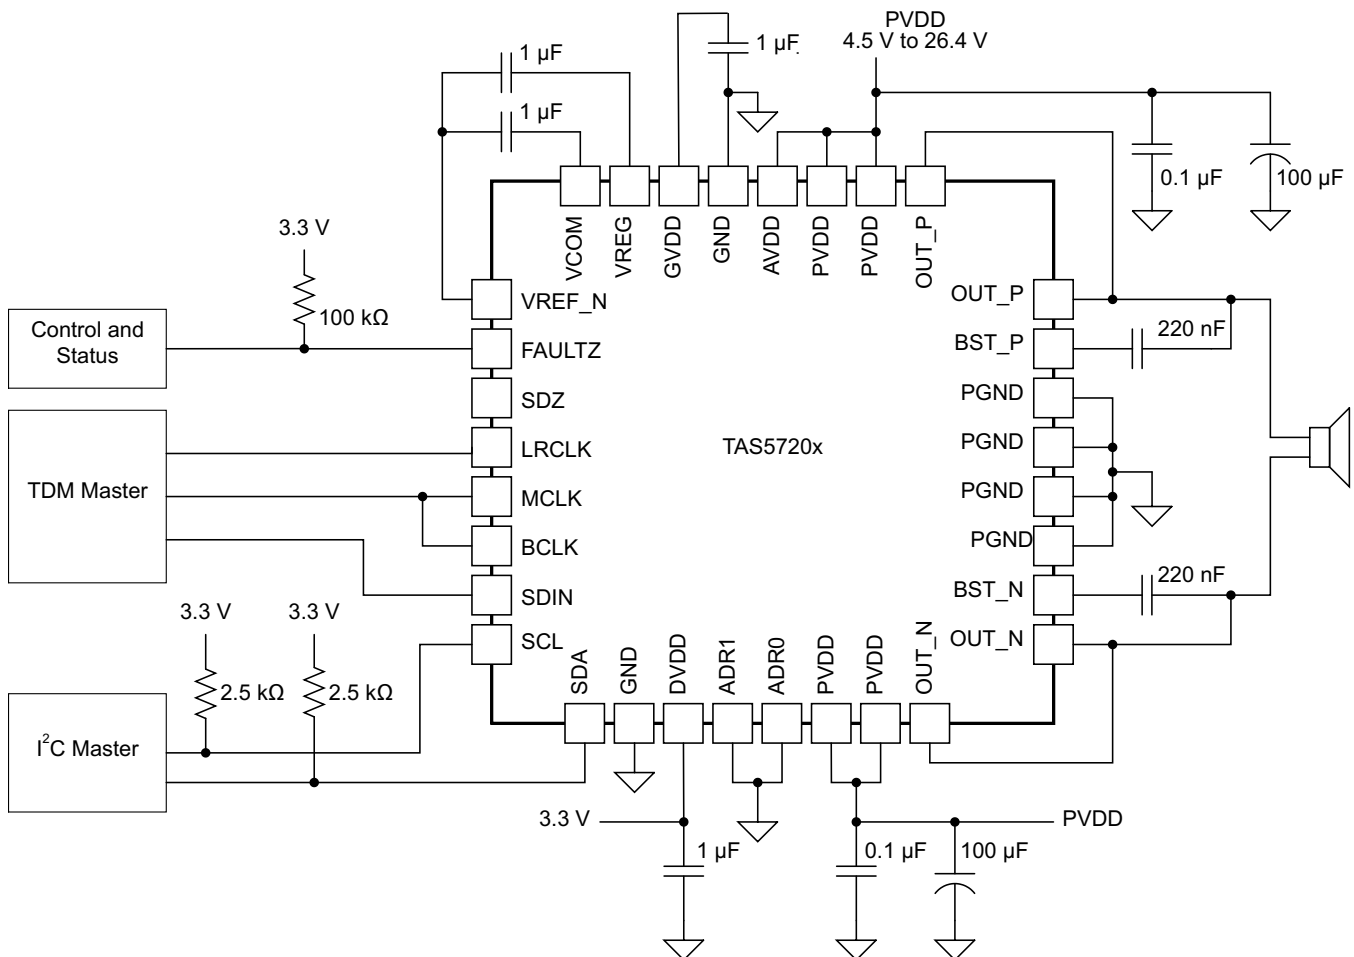 PVDD
4.5 V to 26.4 V
1 µF
1 µF
1 µF
0.1 µF
100 µF
3.3 V
100 kΩ
VCOM
VREG
GVDD
GND
AVDD
PVDD
PVDD
OUT_P
Control and
Status
VREF_N
FAULTZ
SDZ
LRCLK
MCLK
BCLK
SDIN
SCL
TDM Master
TAS5720x
OUT_P
BST_P
PGND
PGND
PGND
PGND
BST_N
OUT_N
220 nF
220 nF
3.3 V
3.3 V
2.5 kΩ
2.5 kΩ
I²C Master
SDA
GND
DVDD
ADR1
ADR0
PVDD
PVDD
OUT_N
3.3 V
PVDD
1 µF
0.1 µF
100 µF